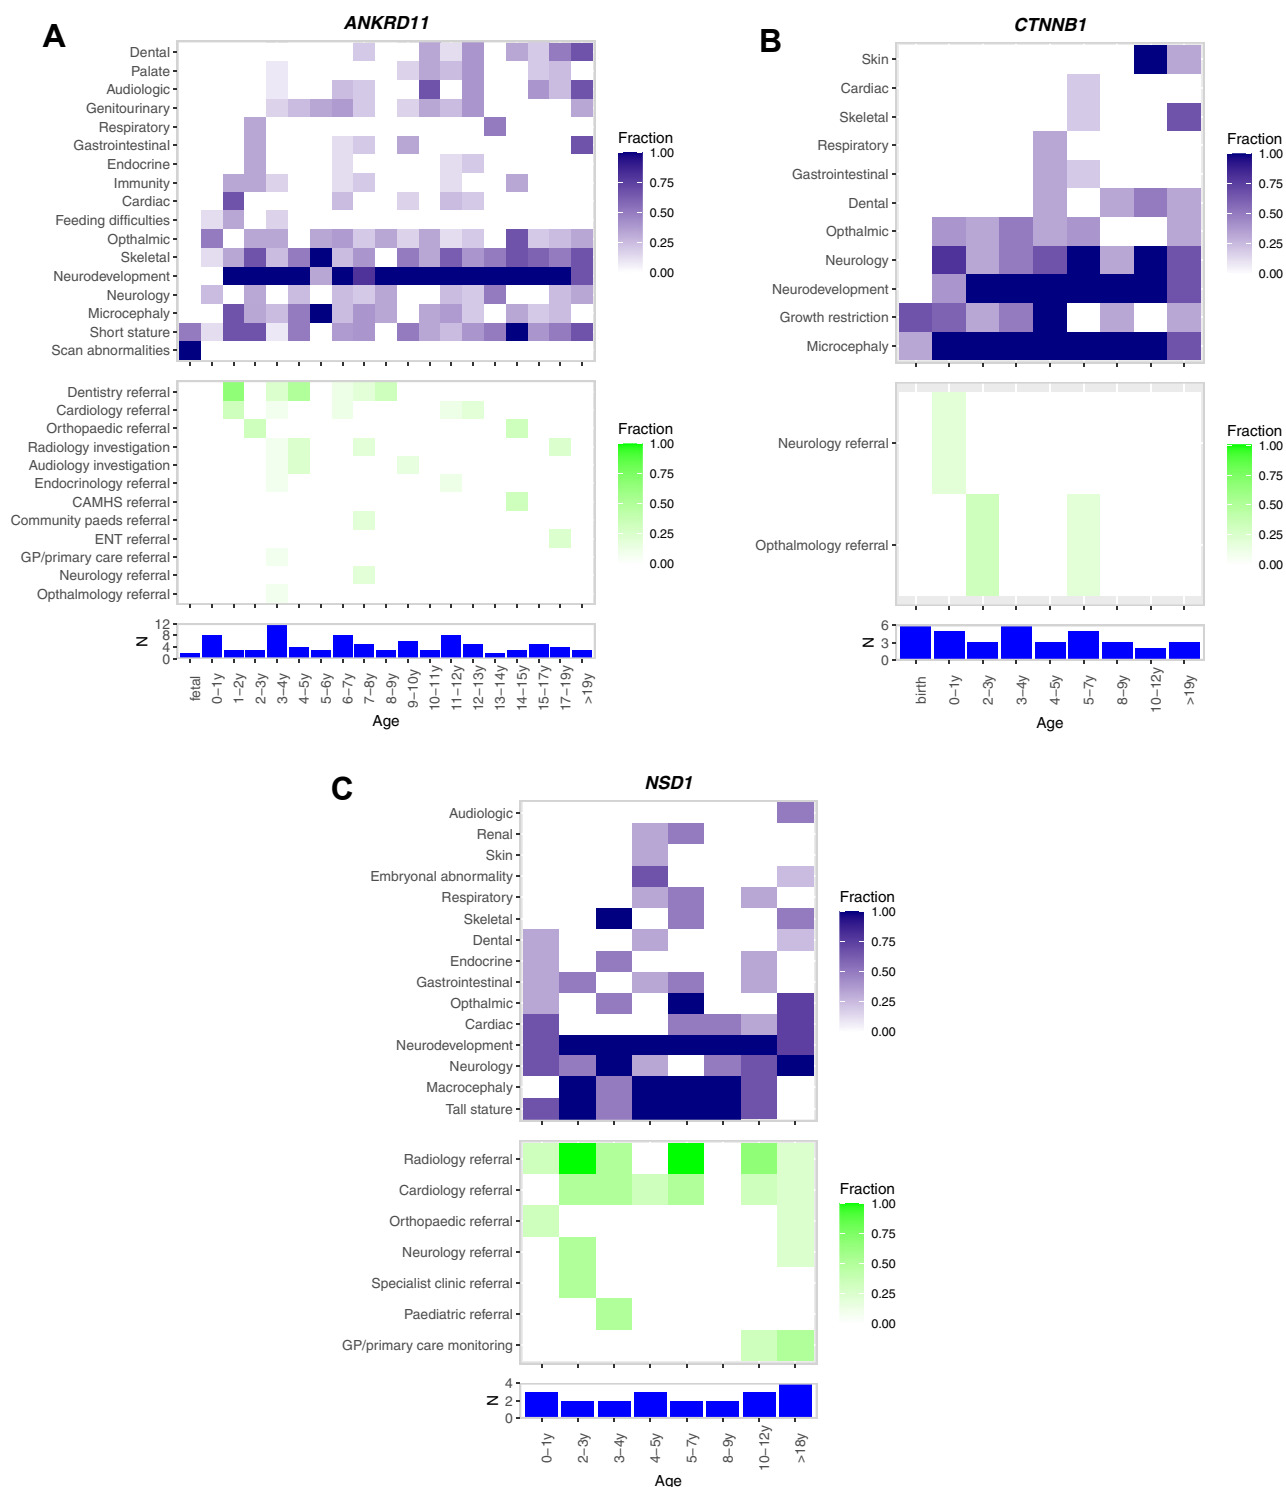 A
ANKRD11
Dental
Palate
Audiologic
Genitourinary
Respiratory
Gastrointestinal
Endocrine
Immunity
Cardiac
Feeding difficulties
Opthalmic
Skeletal
Neurodevelopment
Neurology
Microcephaly
Short stature
Scan abnormalities
Fraction
1.00
0.75
0.50
0.25
0.00
Dentistry referral
Cardiology referral
Orthopaedic referral
Radiology investigation
Audiology investigation
Endocrinology referral
CAMHS referral
Community paeds referral
ENT referral
GP/primary care referral
Neurology referral
Opthalmology referral
Fraction
1.00
0.75
0.50
0.25
0.00
N
12
8
4
0
fetal
0−1y
1−2y
2−3y
3−4y
4−5y
5−6y
6−7y
7−8y
8−9y
9−10y
10−11y
11−12y
12−13y
13−14y
14−15y
15−17y
17−19y
>19y
Age
B
CTNNB1
Skin
Cardiac
Skeletal
Respiratory
Gastrointestinal
Dental
Opthalmic
Neurology
Neurodevelopment
Growth restriction
Microcephaly
Fraction
1.00
0.75
0.50
0.25
0.00
Neurology referral
Opthalmology referral
Fraction
1.00
0.75
0.50
0.25
0.00
N
6
3
0
birth
0−1y
2−3y
3−4y
4−5y
5−7y
8−9y
10−12y
>19y
Age
C
NSD1
Audiologic
Renal
Skin
Embryonal abnormality
Respiratory
Skeletal
Dental
Endocrine
Gastrointestinal
Opthalmic
Cardiac
Neurodevelopment
Neurology
Macrocephaly
Tall stature
Fraction
1.00
0.75
0.50
0.25
0.00
Radiology referral
Cardiology referral
Orthopaedic referral
Neurology referral
Specialist clinic referral
Paediatric referral
GP/primary care monitoring
Fraction
1.00
0.75
0.50
0.25
0.00
N
4
2
0
0−1y
2−3y
3−4y
4−5y
5−7y
8−9y
10−12y
>18y
Age